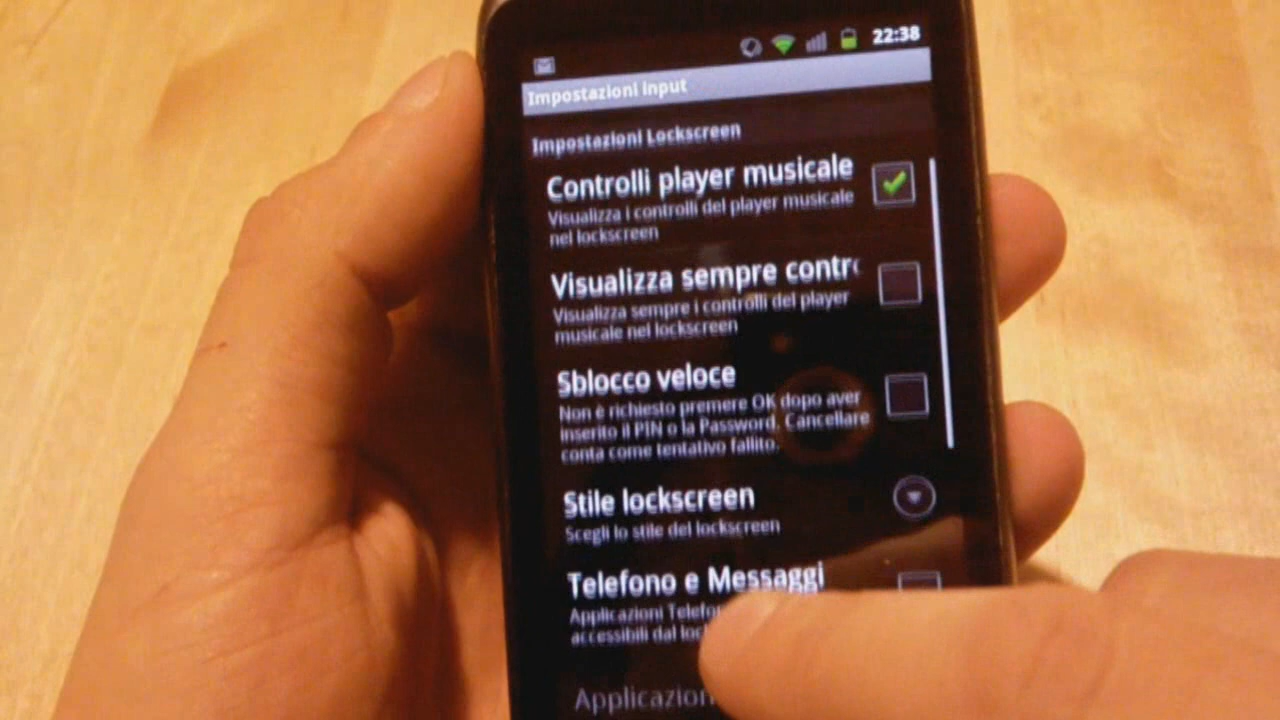 22:38
Impostazioni input
Impostazioni Lockscreen
Controlli player musicale
Visualizza i controlli del player musicale
nel lockscreen
Visualizza sempre contr
Visualizza sempre i controlli del player
musicale nel lockscreen
Sblocco veloce
Non è richiesto premere OK dopo aver
inserito il PIN o la Password. Cancellare
conta come tentativo fallito.
Stile lockscreen
Scegli lo stile del lockscreen
Telefono e Messaggi
Applicazioni Telefo
accessibili dal loc
Applicazion